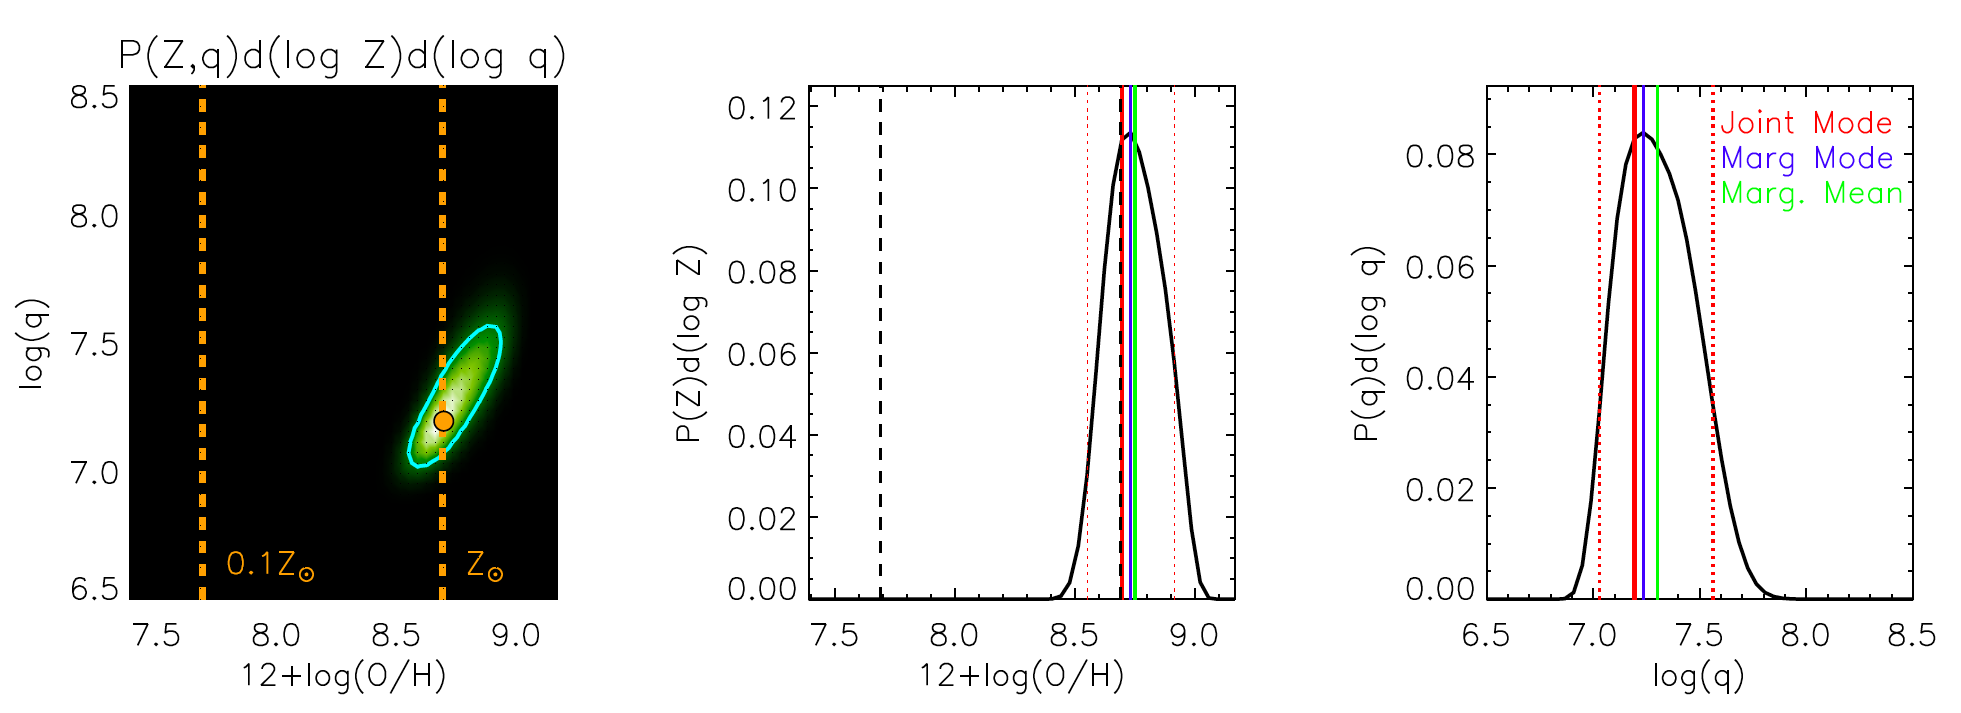 P(Z,q)d(log Z)d(log q)
log(q)
8.5
8.0
7.5
7.0
6.5
0.1Z☉
Z☉
7.5 8.0 8.5 9.0
12+log(O/H)
P(Z)d(log Z)
0.12
0.10
0.08
0.06
0.04
0.02
0.00
7.5 8.0 8.5 9.0
12+log(O/H)
P(q)d(log q)
0.08
0.06
0.04
0.02
0.00
Joint Mode
Marg Mode
Marg. Mean
6.5 7.0 7.5 8.0 8.5
log(q)